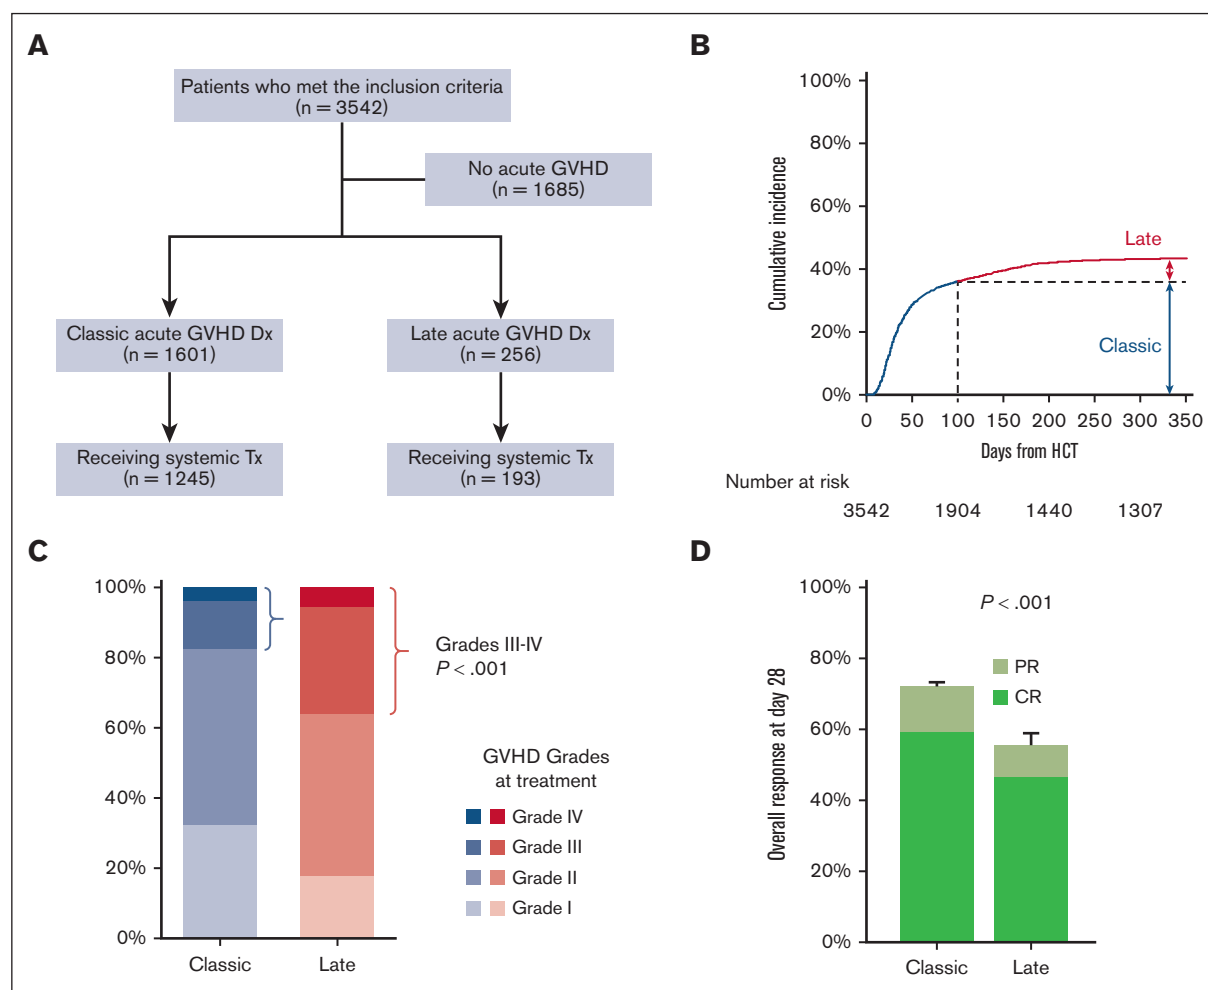 A
Patients who met the inclusion criteria
(n = 3542)
No acute GVHD
(n = 1685)
Classic acute GVHD Dx
(n = 1601)
Late acute GVHD Dx
(n = 256)
Receiving systemic Tx
(n = 1245)
Receiving systemic Tx
(n = 193)
B
Cumulative incidence
100%
80%
60%
40%
20%
0%
Late
Classic
0 50 100 150 200 250 300 350
Days from HCT
Number at risk
3542 1904 1440 1307
C
100%
80%
60%
40%
20%
0%
Classic Late
Grades III-IV
P < .001
GVHD Grades
at treatment
Grade IV
Grade III
Grade II
Grade I
D
Overall response at day 28
100%
80%
60%
40%
20%
0%
P < .001
PR
CR
Classic Late